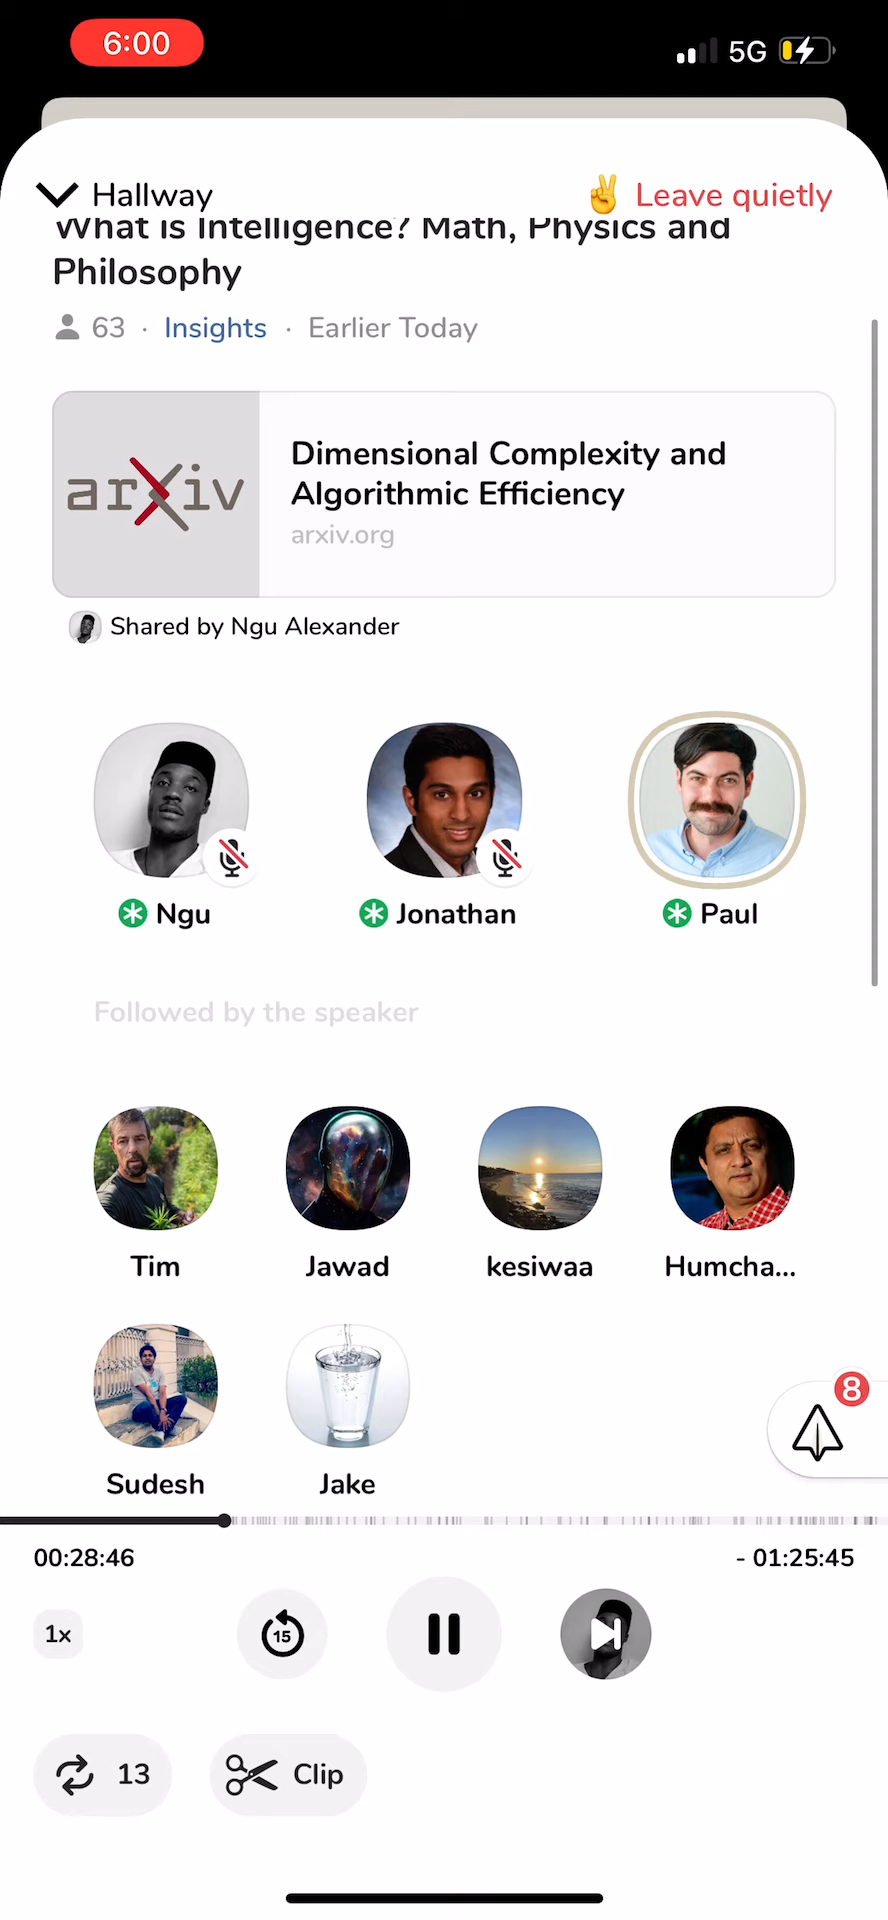 6:00
5G
Hallway
✌️ Leave quietly
What is Intelligence? Math, Physics and
Philosophy
63 · Insights · Earlier Today
arXiv
Dimensional Complexity and
Algorithmic Efficiency
arxiv.org
Shared by Ngu Alexander
Ngu
Jonathan
Paul
Followed by the speaker
Tim
Jawad
kesiwaa
Humcha...
8
Sudesh
Jake
00:28:46
- 01:25:45
1x
15
13
Clip